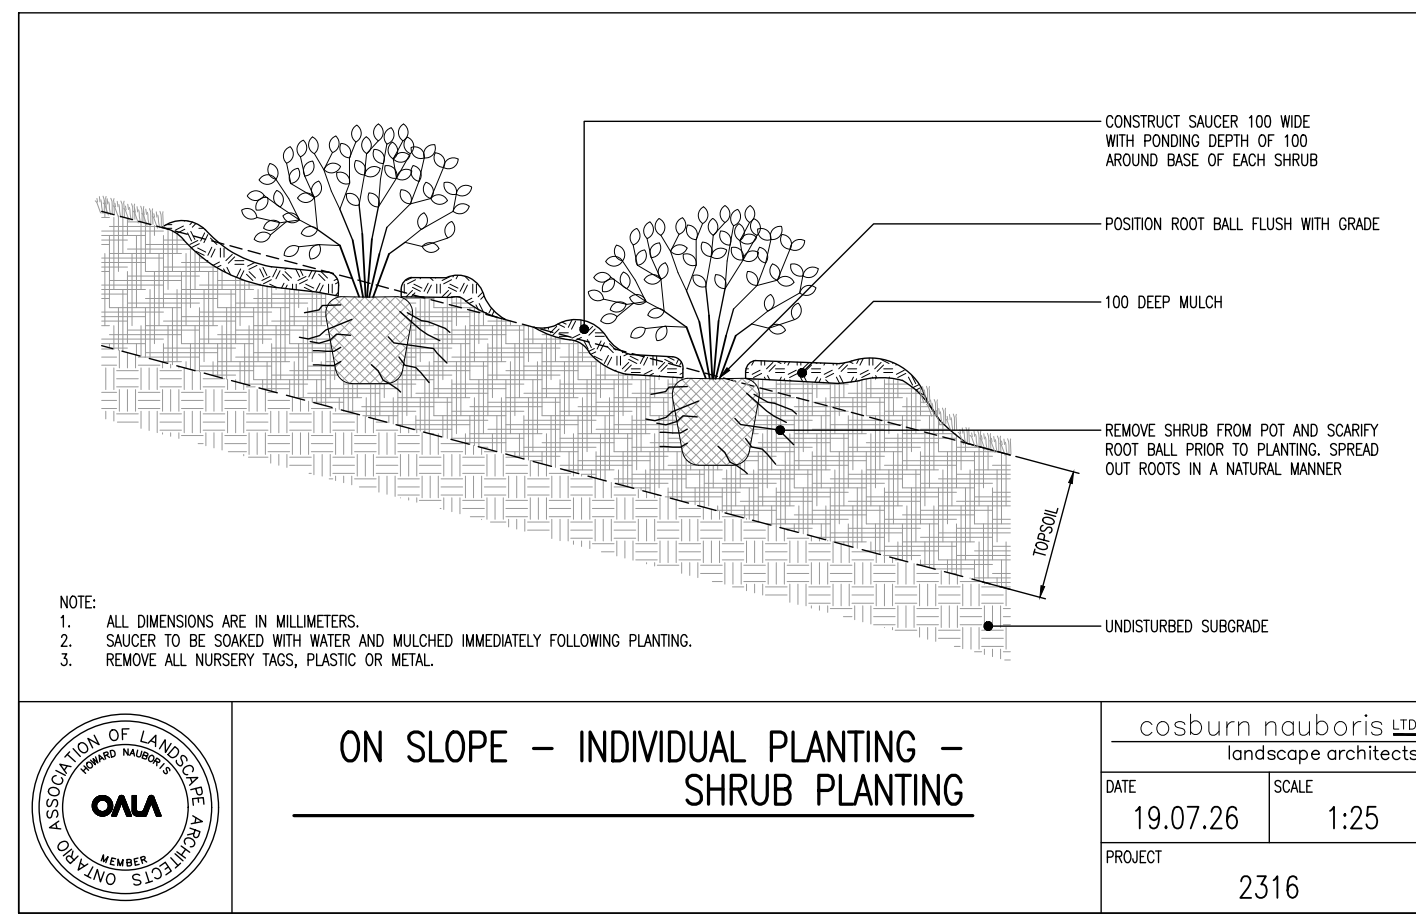 CONSTRUCT SAUCER 100 WIDE
WITH PONDING DEPTH OF 100
AROUND BASE OF EACH SHRUB
POSITION ROOT BALL FLUSH WITH GRADE
100 DEEP MULCH
REMOVE SHRUB FROM POT AND SCARIFY
ROOT BALL PRIOR TO PLANTING. SPREAD
OUT ROOTS IN A NATURAL MANNER
TOPSOIL
UNDISTURBED SUBGRADE
NOTE:
1. ALL DIMENSIONS ARE IN MILLIMETERS.
2. SAUCER TO BE SOAKED WITH WATER AND MULCHED IMMEDIATELY FOLLOWING PLANTING.
3. REMOVE ALL NURSERY TAGS, PLASTIC OR METAL.
ONTARIO ASSOCIATION OF LANDSCAPE ARCHITECTS
HOWARD NAUBORIS
OALA
MEMBER
ON SLOPE – INDIVIDUAL PLANTING –
SHRUB PLANTING
cosburn nauboris LTD
landscape architects
DATE
19.07.26
SCALE
1:25
PROJECT
2316